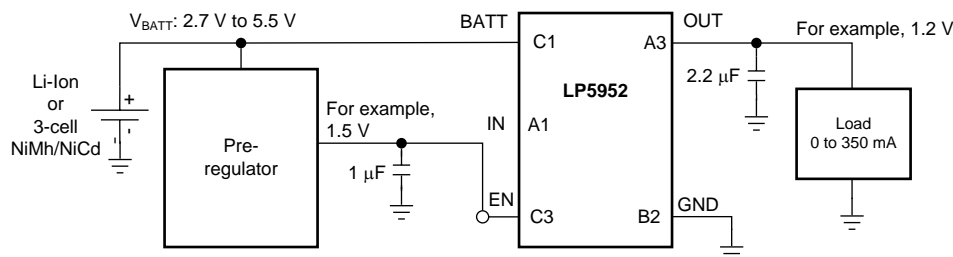 V_BATT: 2.7 V to 5.5 V
BATT
C1
A3
OUT
For example, 1.2 V
Li-Ion
or
3-cell
NiMh/NiCd
+
-
Pre-
regulator
For example,
1.5 V
1 μF
IN
A1
EN
C3
LP5952
2.2 μF
Load
0 to 350 mA
B2
GND